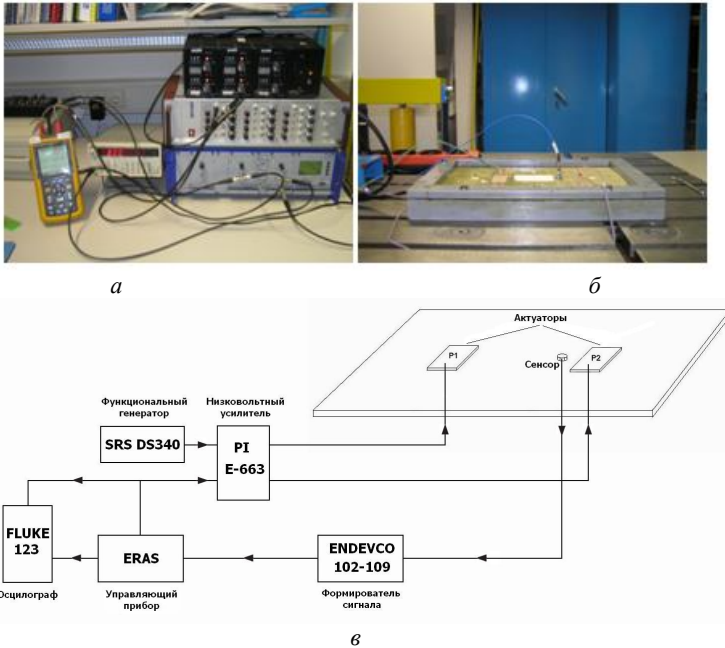 а
б
Актуаторы
P1
P2
Сенсор
Функциональный
генератор
Низковольтный
усилитель
SRS DS340
PI
E-663
FLUKE
123
ERAS
ENDEVCO
102-109
Осцилограф
Управляющий
прибор
Формирователь
сигнала
в